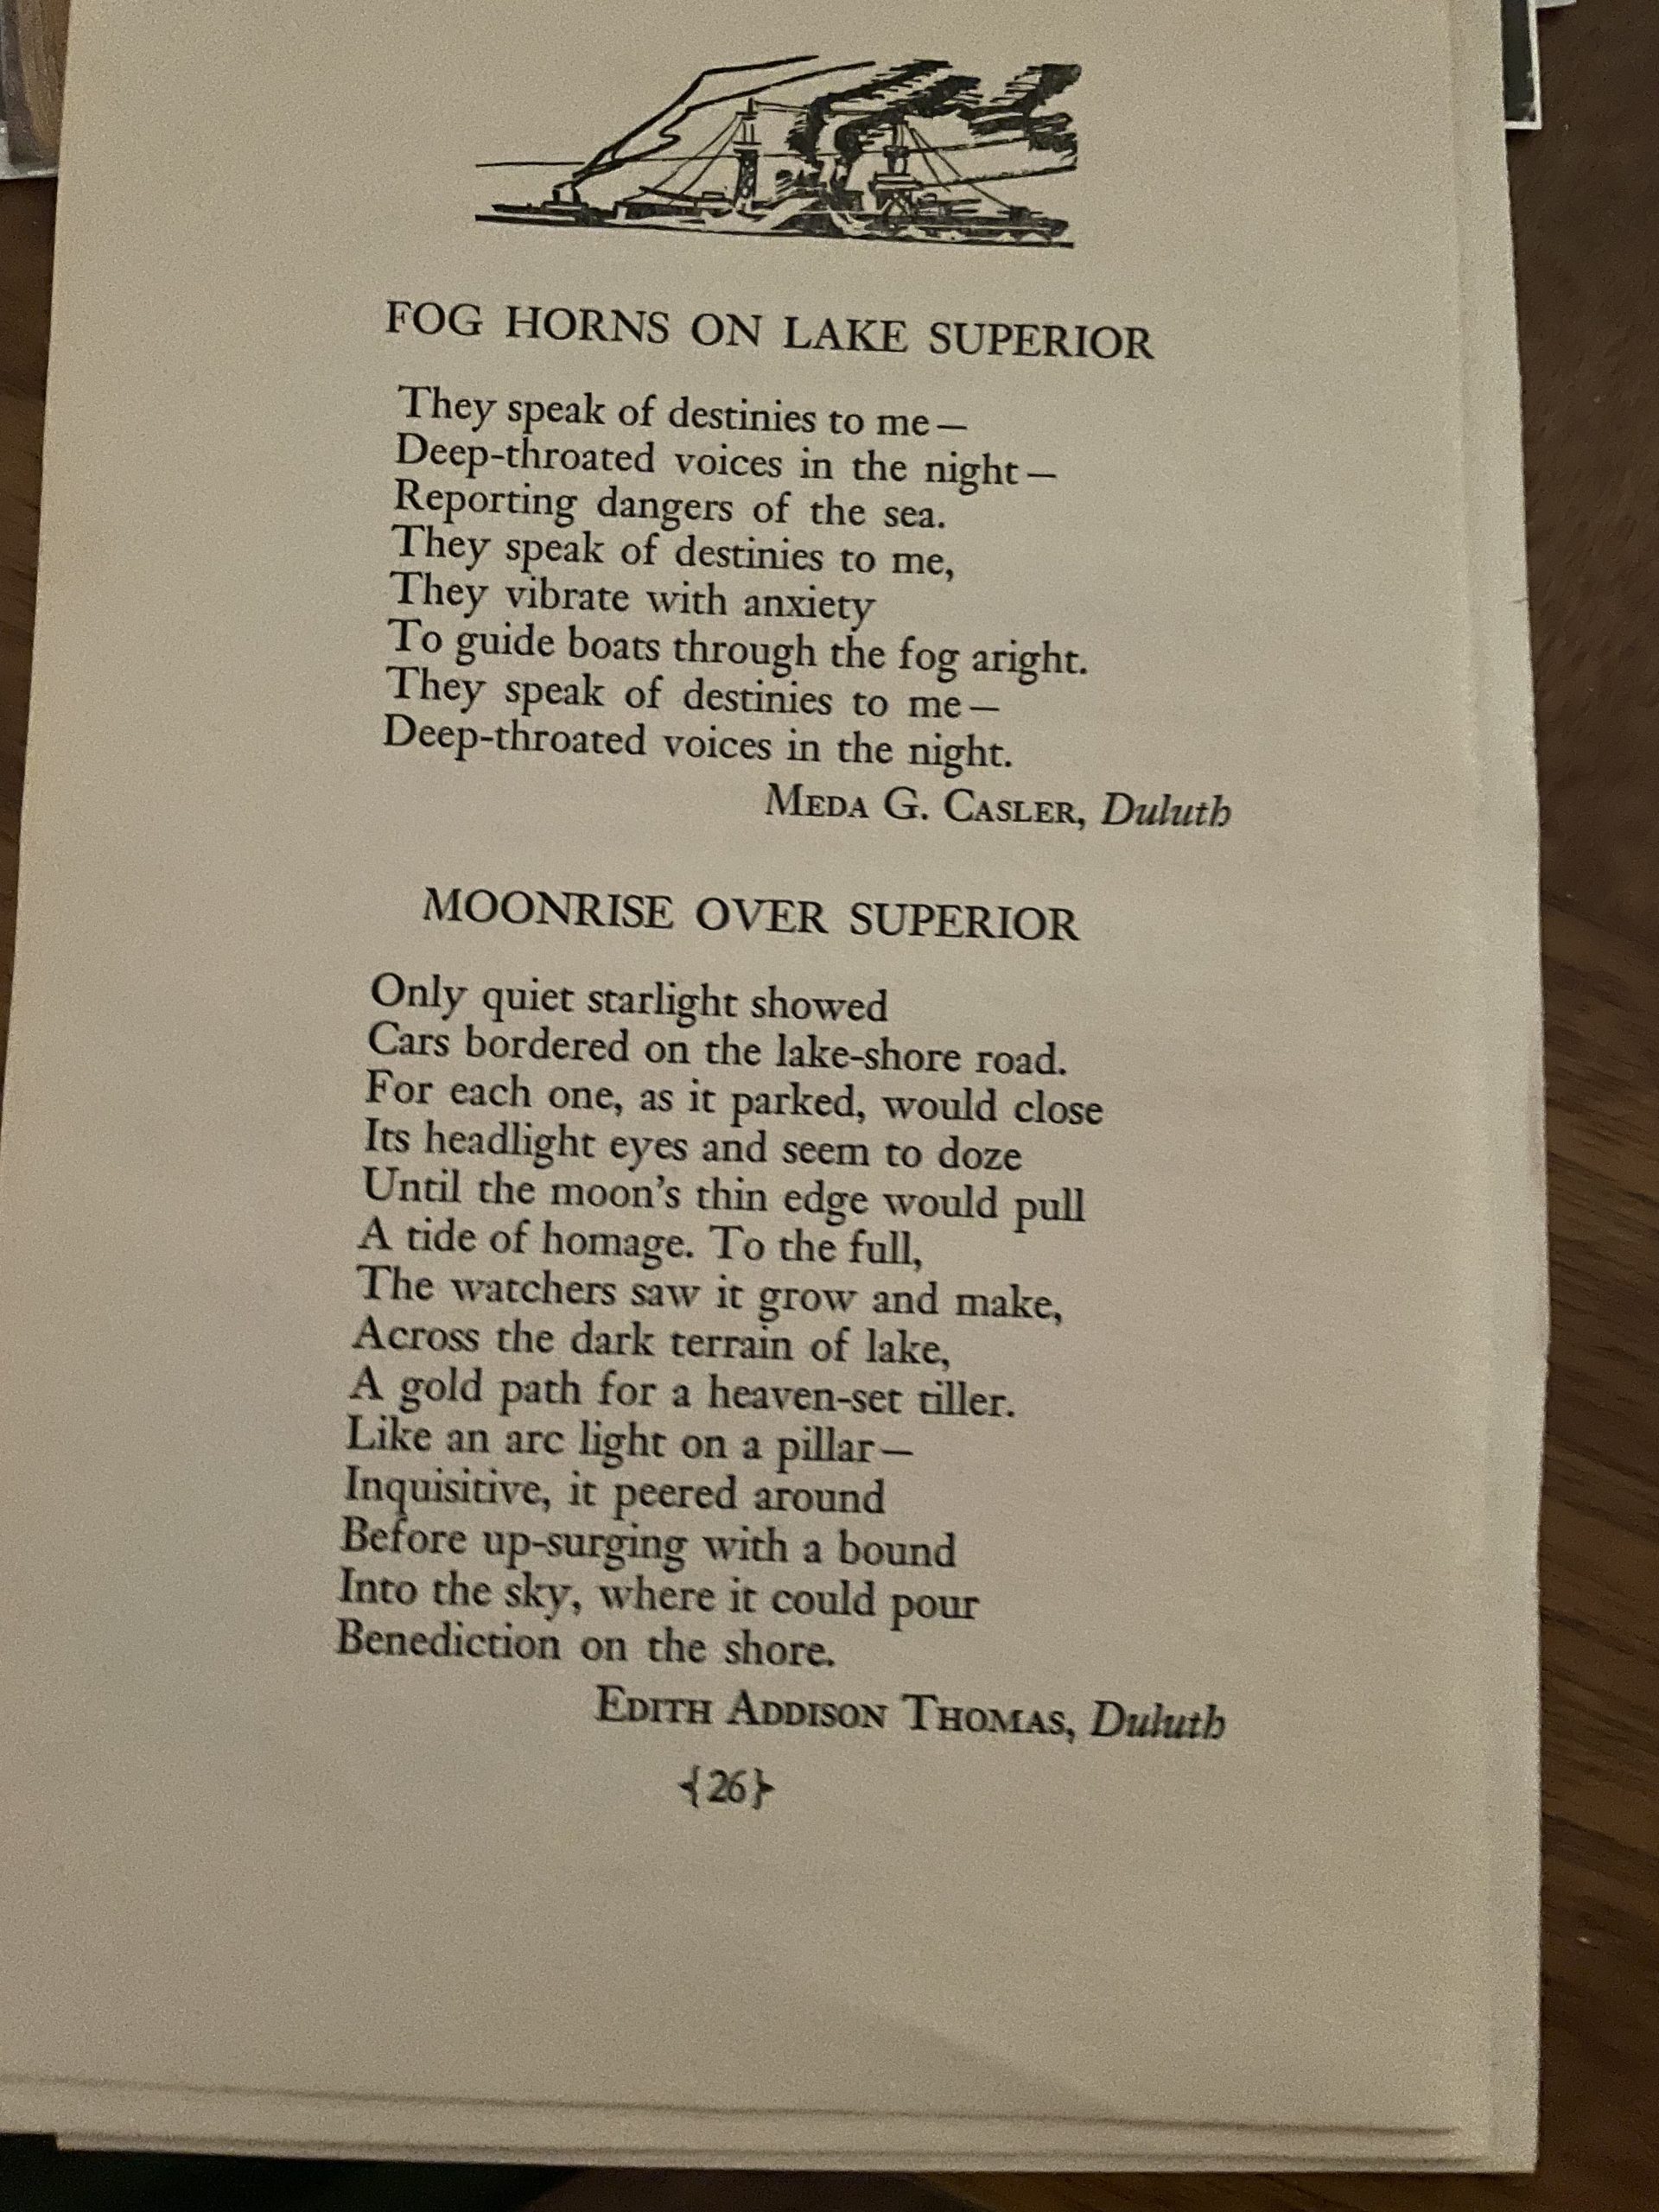 FOG HORNS ON LAKE SUPERIOR
They speak of destinies to me—
Deep-throated voices in the night—
Reporting dangers of the sea.
They speak of destinies to me,
They vibrate with anxiety
To guide boats through the fog aright.
They speak of destinies to me—
Deep-throated voices in the night.
MEDA G. CASLER, Duluth
MOONRISE OVER SUPERIOR
Only quiet starlight showed
Cars bordered on the lake-shore road.
For each one, as it parked, would close
Its headlight eyes and seem to doze
Until the moon's thin edge would pull
A tide of homage. To the full,
The watchers saw it grow and make,
Across the dark terrain of lake,
A gold path for a heaven-set tiller.
Like an arc light on a pillar—
Inquisitive, it peered around
Before up-surging with a bound
Into the sky, where it could pour
Benediction on the shore.
EDITH ADDISON THOMAS, Duluth
{26}